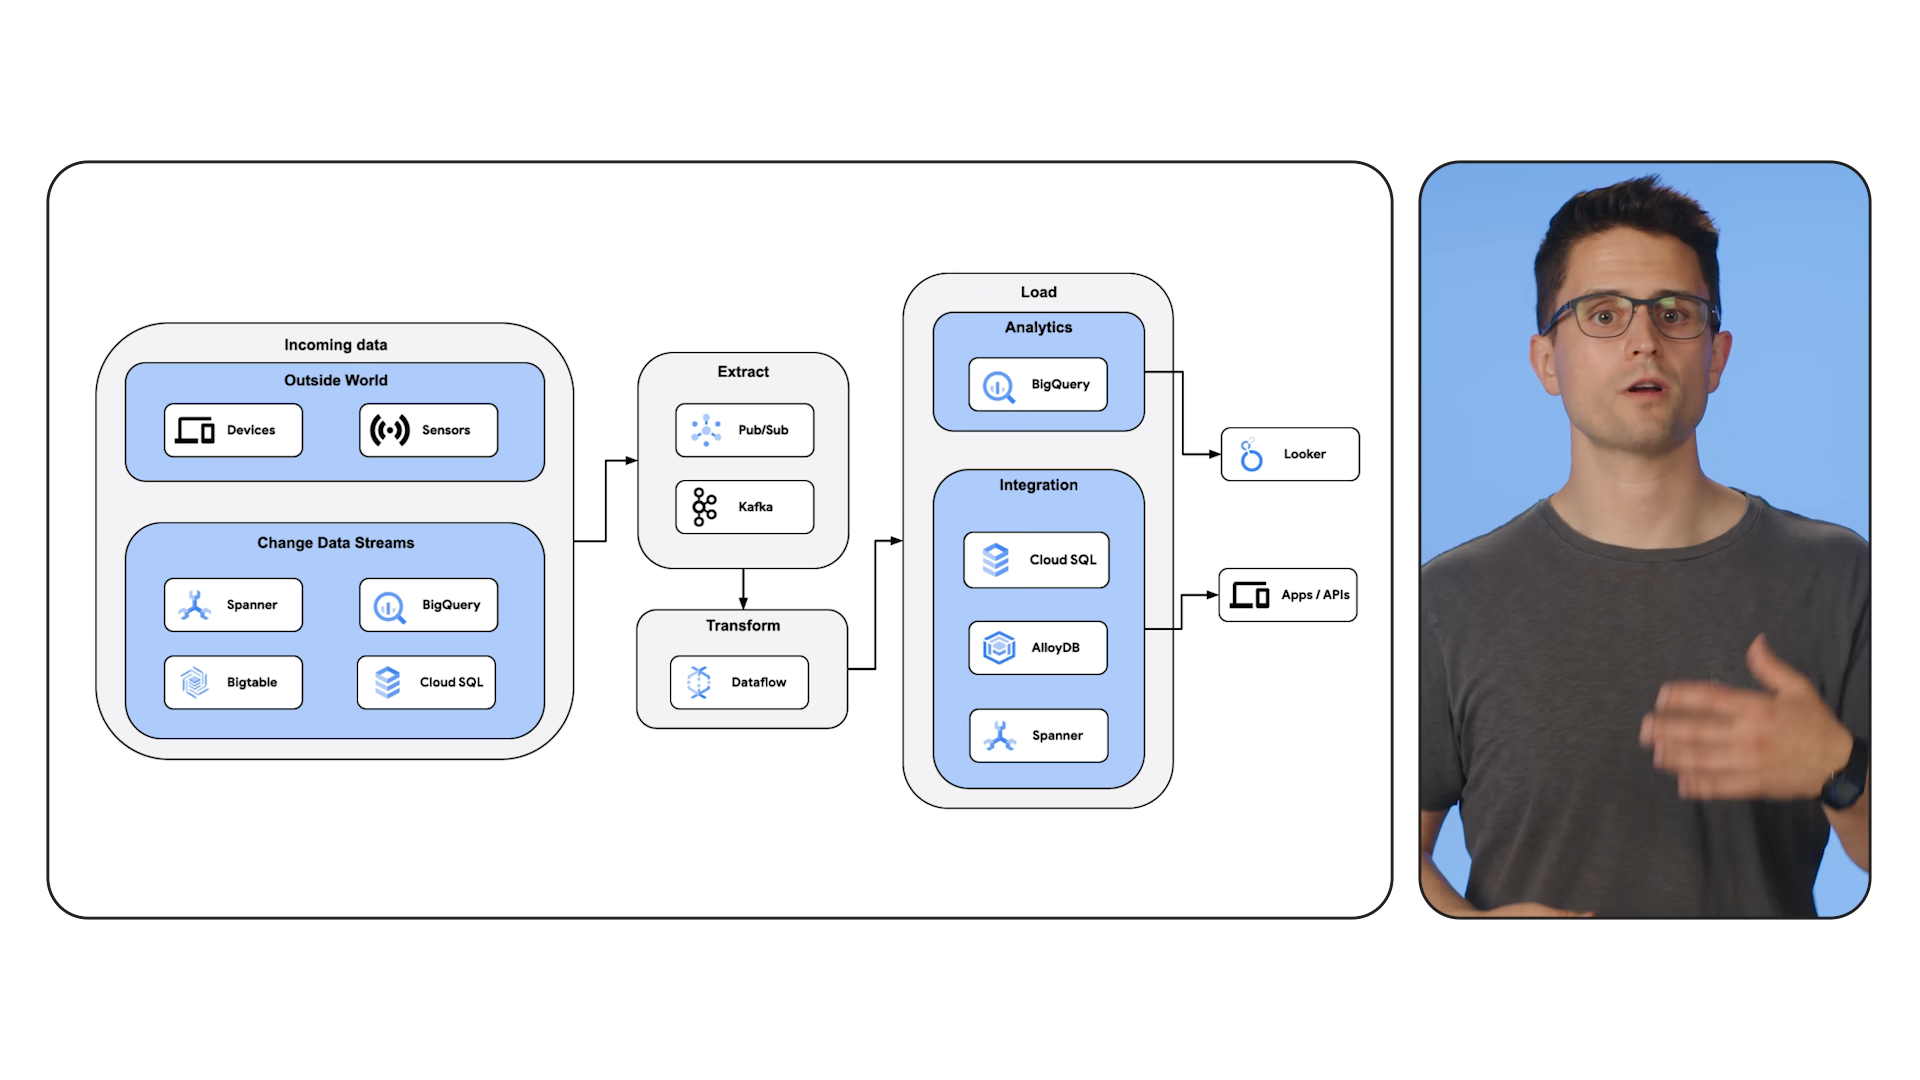 Incoming data
Outside World
Devices
Sensors
Change Data Streams
Spanner
BigQuery
Bigtable
Cloud SQL
Extract
Pub/Sub
Kafka
Transform
Dataflow
Load
Analytics
BigQuery
Integration
Cloud SQL
AlloyDB
Spanner
Looker
Apps / APIs